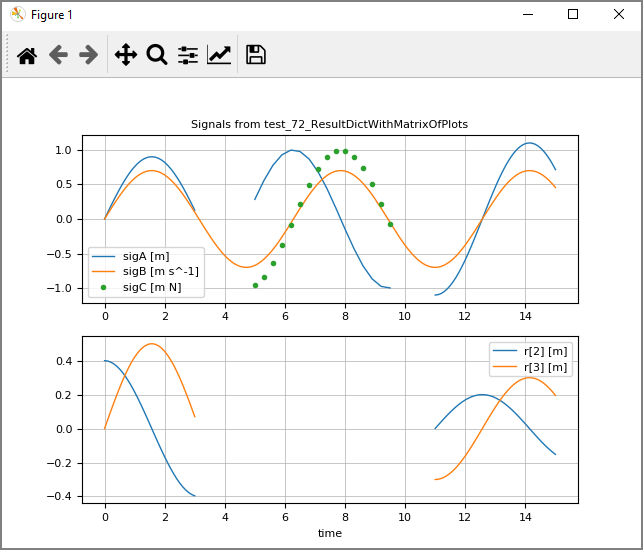 Figure 1
Signals from test_72_ResultDictWithMatrixOfPlots
1.0
0.5
0.0
−0.5
−1.0
sigA [m]
sigB [m s^-1]
sigC [m N]
0 2 4 6 8 10 12 14
0.4
0.2
0.0
−0.2
−0.4
r[2] [m]
r[3] [m]
0 2 4 6 8 10 12 14
time